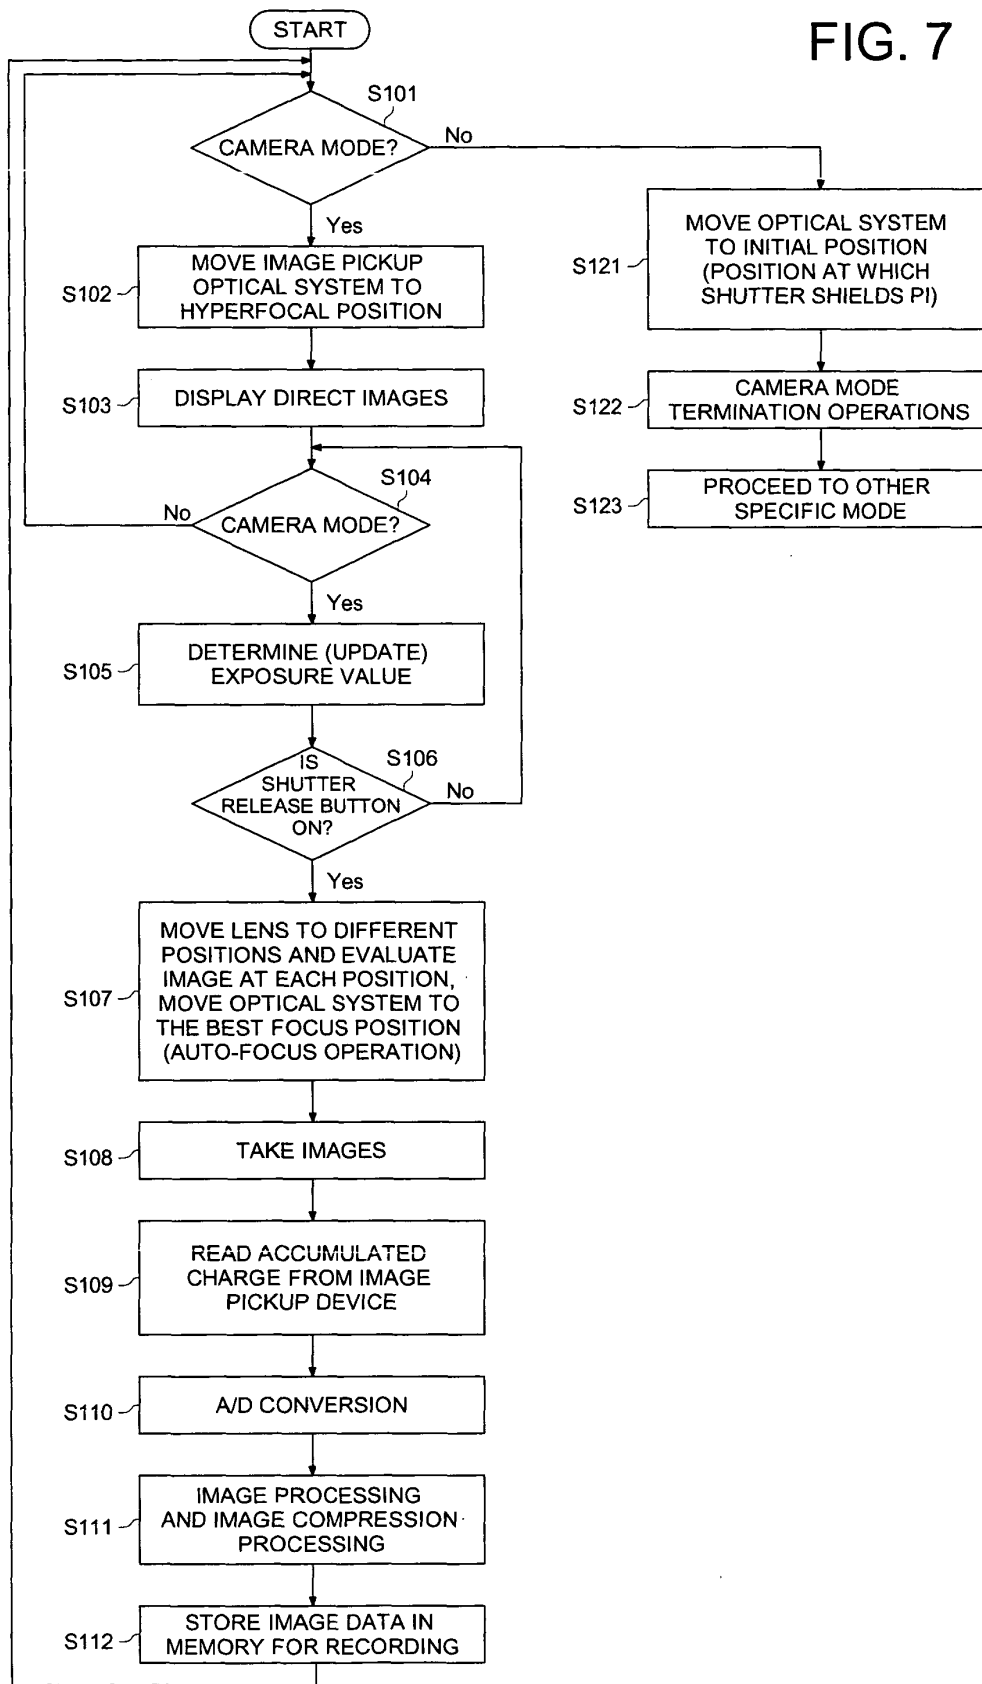 FIG. 7
START
S101
CAMERA MODE?
No
Yes
S102
MOVE IMAGE PICKUP
OPTICAL SYSTEM TO
HYPERFOCAL POSITION
S121
MOVE OPTICAL SYSTEM
TO INITIAL POSITION
(POSITION AT WHICH
SHUTTER SHIELDS PI)
S103
DISPLAY DIRECT IMAGES
S122
CAMERA MODE
TERMINATION OPERATIONS
S104
CAMERA MODE?
No
Yes
S123
PROCEED TO OTHER
SPECIFIC MODE
S105
DETERMINE (UPDATE)
EXPOSURE VALUE
S106
IS
SHUTTER
RELEASE BUTTON
ON?
No
Yes
S107
MOVE LENS TO DIFFERENT
POSITIONS AND EVALUATE
IMAGE AT EACH POSITION,
MOVE OPTICAL SYSTEM TO
THE BEST FOCUS POSITION
(AUTO-FOCUS OPERATION)
S108
TAKE IMAGES
S109
READ ACCUMULATED
CHARGE FROM IMAGE
PICKUP DEVICE
S110
A/D CONVERSION
S111
IMAGE PROCESSING
AND IMAGE COMPRESSION
PROCESSING
S112
STORE IMAGE DATA IN
MEMORY FOR RECORDING